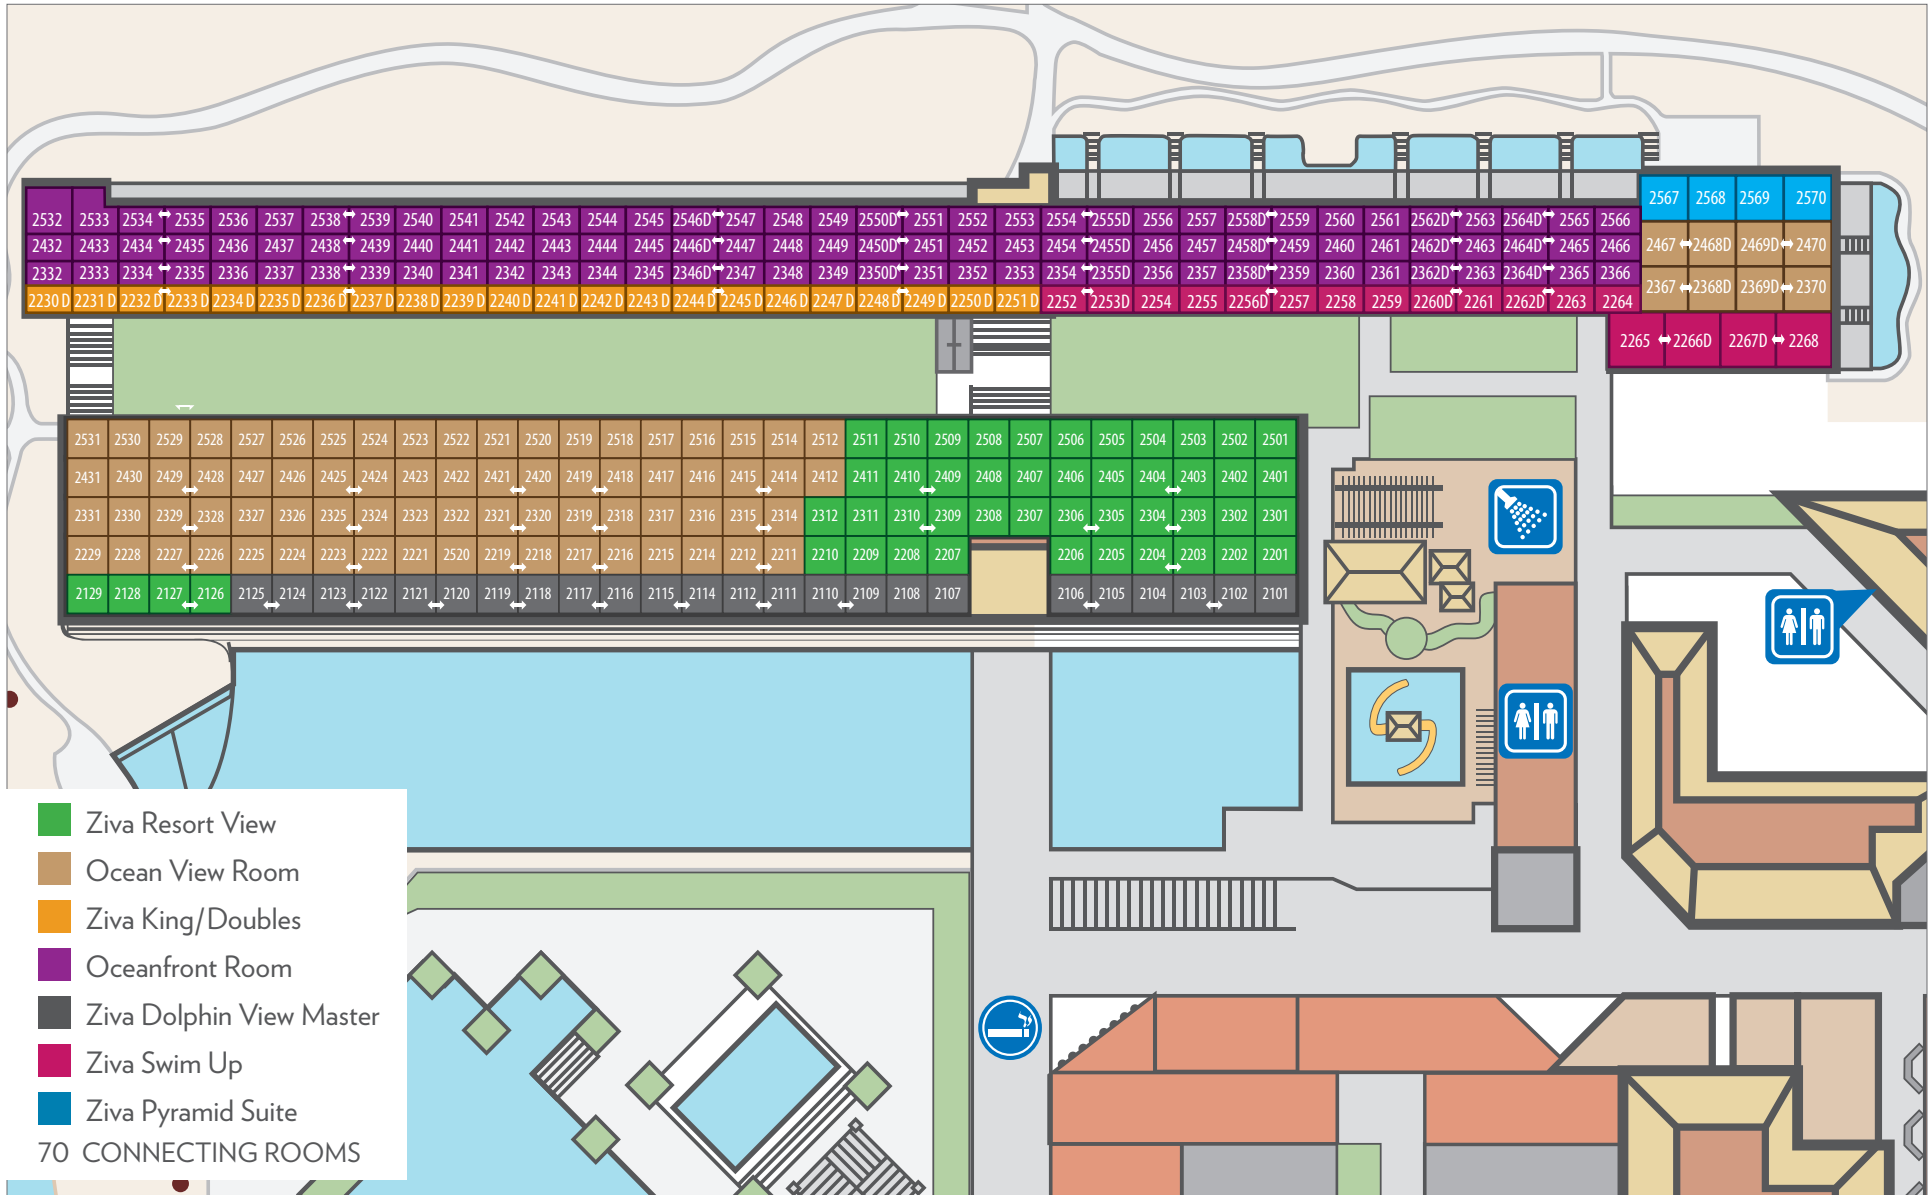 2567 2568 2569 2570
2532 2533 2534 2535 2536 2537 2538 2539 2540 2541 2542 2543 2544 2545 2546D 2547 2548 2549 2550D 2551 2552 2553 2554 2555D 2556 2557 2558D 2559 2560 2561 2562D 2563 2564D 2565 2566
2432 2433 2434 2435 2436 2437 2438 2439 2440 2441 2442 2443 2444 2445 2446D 2447 2448 2449 2450D 2451 2452 2453 2454 2455D 2456 2457 2458D 2459 2460 2461 2462D 2463 2464D 2465 2466 2467 2468D 2469D 2470
2332 2333 2334 2335 2336 2337 2338 2339 2340 2341 2342 2343 2344 2345 2346D 2347 2348 2349 2350D 2351 2352 2353 2354 2355D 2356 2357 2358D 2359 2360 2361 2362D 2363 2364D 2365 2366 2367 2368D 2369D 2370
2230 D 2231 D 2232 D 2233 D 2234 D 2235 D 2236 D 2237 D 2238 D 2239 D 2240 D 2241 D 2242 D 2243 D 2244 D 2245 D 2246 D 2247 D 2248 D 2249 D 2250 D 2251 D 2252 2253D 2254 2255 2256D 2257 2258 2259 2260D 2261 2262D 2263 2264
2265 2266D 2267D 2268
2531 2530 2529 2528 2527 2526 2525 2524 2523 2522 2521 2520 2519 2518 2517 2516 2515 2514 2512 2511 2510 2509 2508 2507 2506 2505 2504 2503 2502 2501
2431 2430 2429 2428 2427 2426 2425 2424 2423 2422 2421 2420 2419 2418 2417 2416 2415 2414 2412 2411 2410 2409 2408 2407 2406 2405 2404 2403 2402 2401
2331 2330 2329 2328 2327 2326 2325 2324 2323 2322 2321 2320 2319 2318 2317 2316 2315 2314 2312 2311 2310 2309 2308 2307 2306 2305 2304 2303 2302 2301
2229 2228 2227 2226 2225 2224 2223 2222 2221 2520 2219 2218 2217 2216 2215 2214 2212 2211 2210 2209 2208 2207 2206 2205 2204 2203 2202 2201
2129 2128 2127 2126 2125 2124 2123 2122 2121 2120 2119 2118 2117 2116 2115 2114 2112 2111 2110 2109 2108 2107 2106 2105 2104 2103 2102 2101
Ziva Resort View
Ocean View Room
Ziva King/Doubles
Oceanfront Room
Ziva Dolphin View Master
Ziva Swim Up
Ziva Pyramid Suite
70 CONNECTING ROOMS